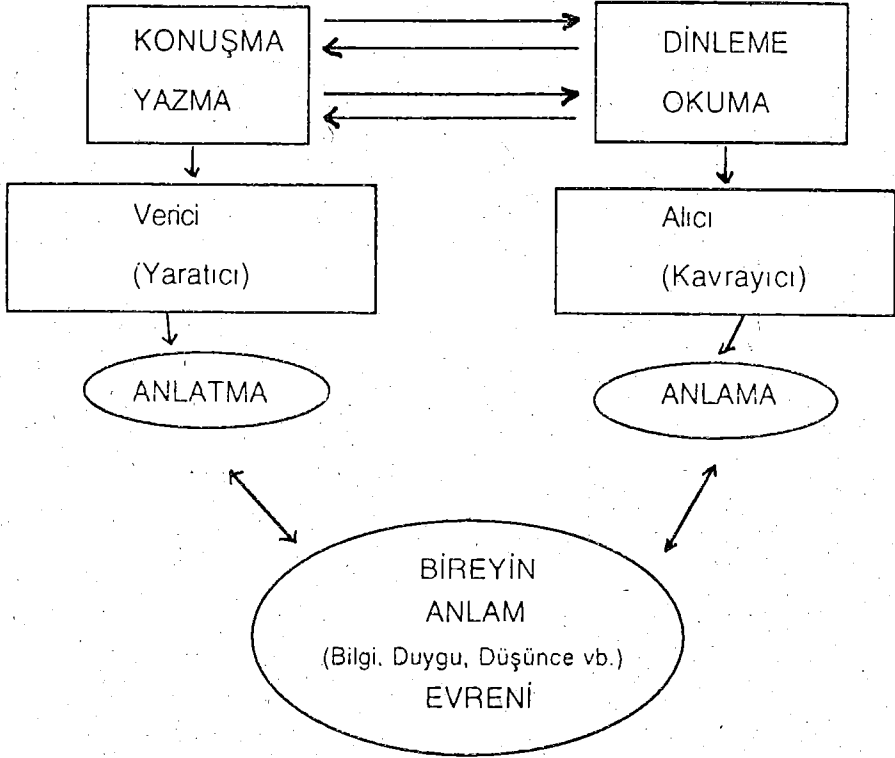 KONUŞMA
YAZMA
DİNLEME
OKUMA
Verici
(Yaratıcı)
Alıcı
(Kavrayıcı)
ANLATMA
ANLAMA
BİREYİN
ANLAM
(Bilgi, Duygu, Düşünce vb.)
EVRENİ